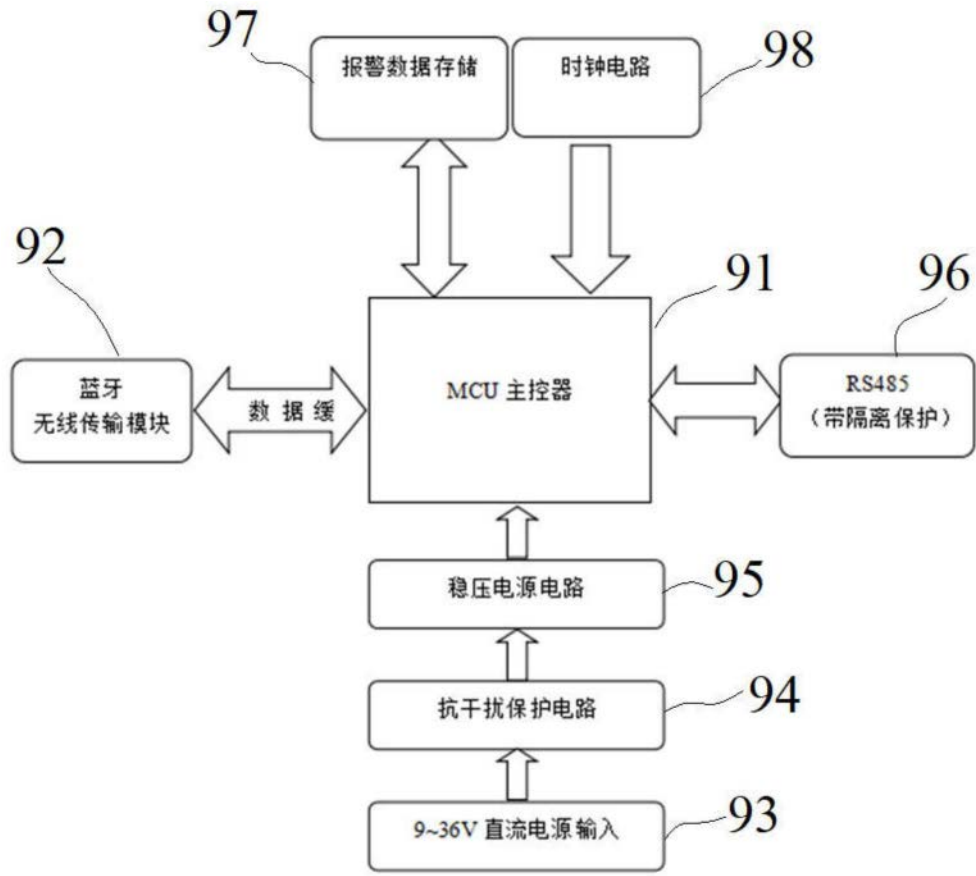 97
报警数据存储
时钟电路
98
92
91
96
蓝牙
无线传输模块
数据缓
MCU 主控器
RS485
（带隔离保护）
稳压电源电路
95
抗干扰保护电路
94
9~36V 直流电源输入
93